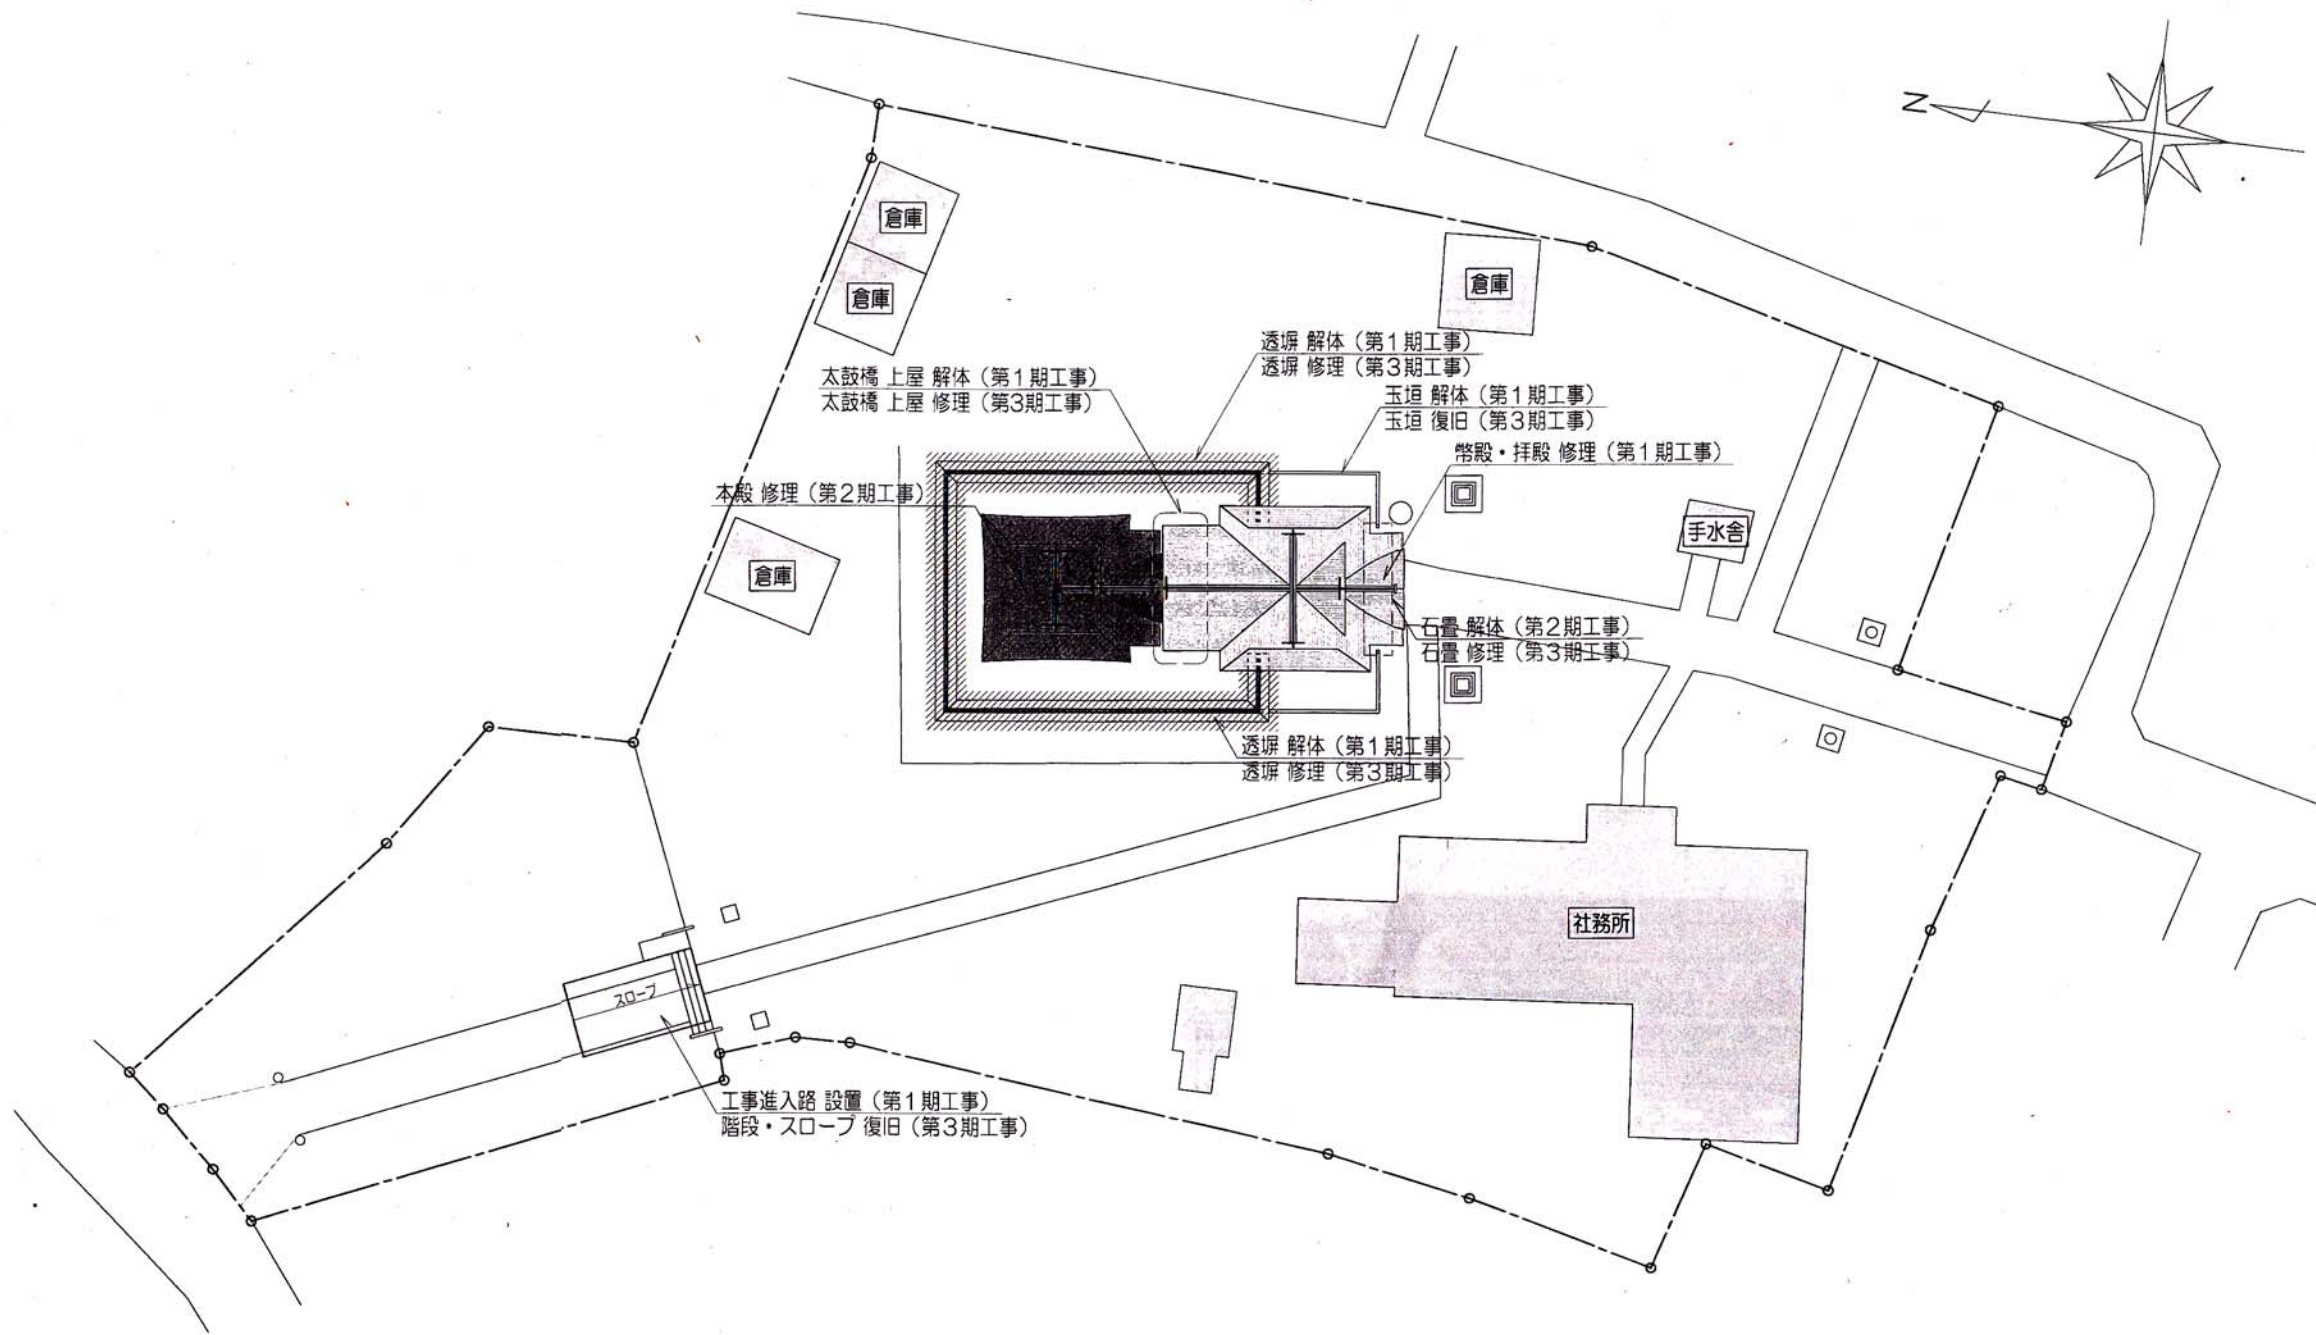 N
倉庫
倉庫
倉庫
透塀 解体（第1期工事）
透塀 修理（第3期工事）
太鼓橋 上屋 解体（第1期工事）
太鼓橋 上屋 修理（第3期工事）
玉垣 解体（第1期工事）
玉垣 復旧（第3期工事）
幣殿・拝殿 修理（第1期工事）
本殿 修理（第2期工事）
手水舎
倉庫
石畳 解体（第2期工事）
石畳 修理（第3期工事）
透塀 解体（第1期工事）
透塀 修理（第3期工事）
社務所
スロープ
工事進入路 設置（第1期工事）
階段・スロープ 復旧（第3期工事）